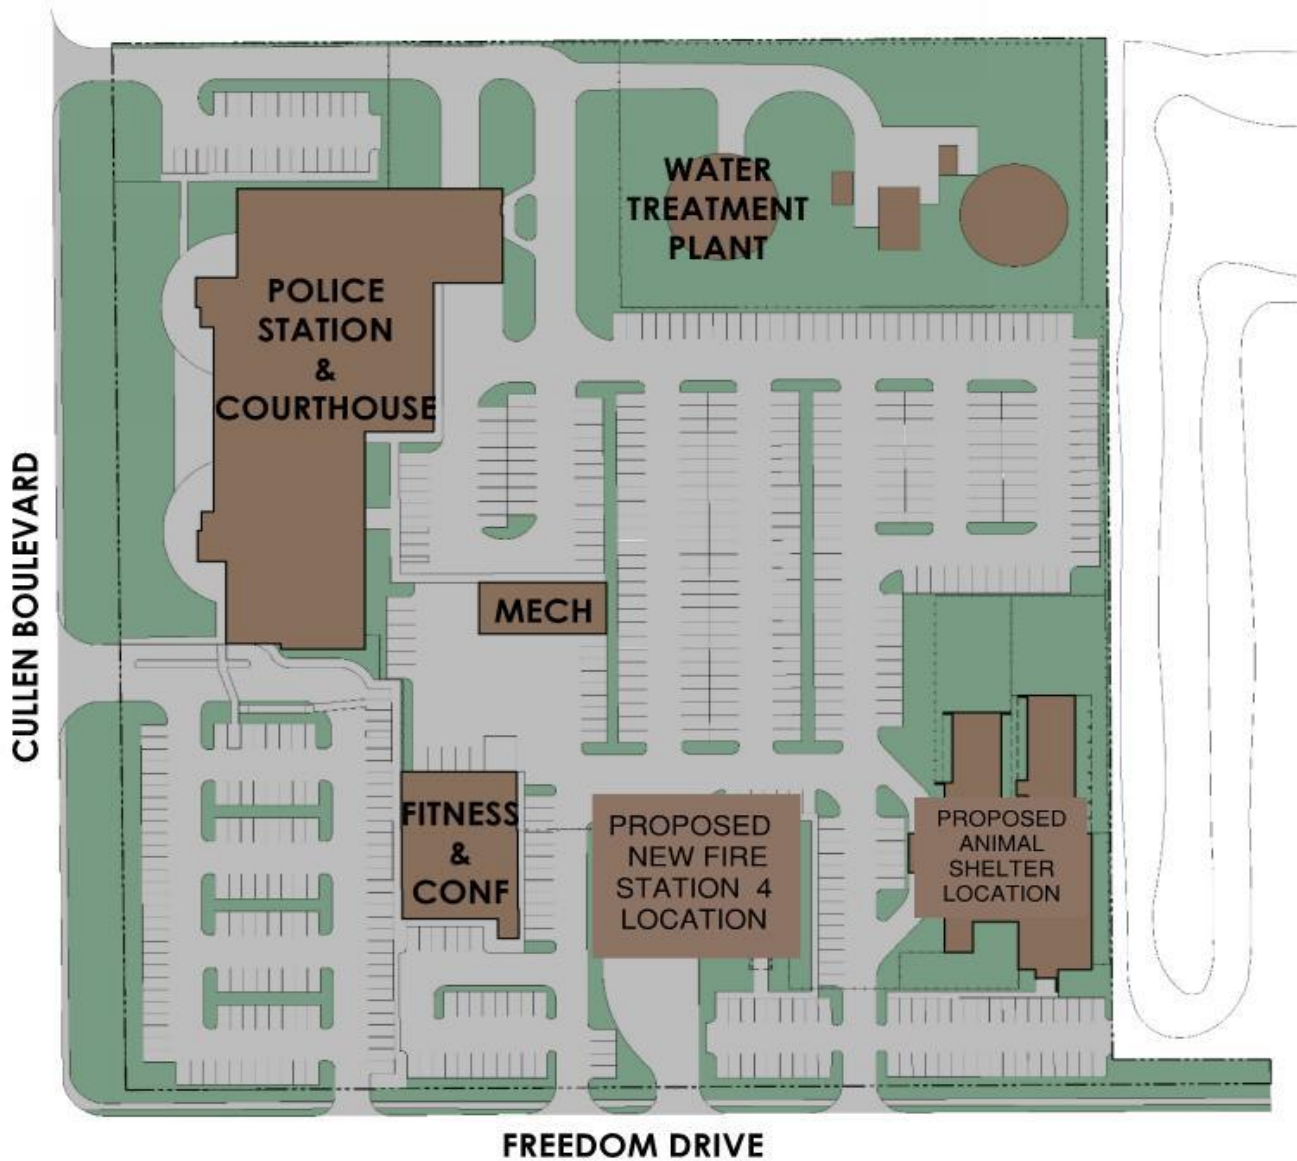 WATER
TREATMENT
PLANT
POLICE
STATION
&
COURTHOUSE
CULLEN BOULEVARD
MECH
FITNESS
&
CONF
PROPOSED
NEW FIRE
STATION 4
LOCATION
PROPOSED
ANIMAL
SHELTER
LOCATION
FREEDOM DRIVE